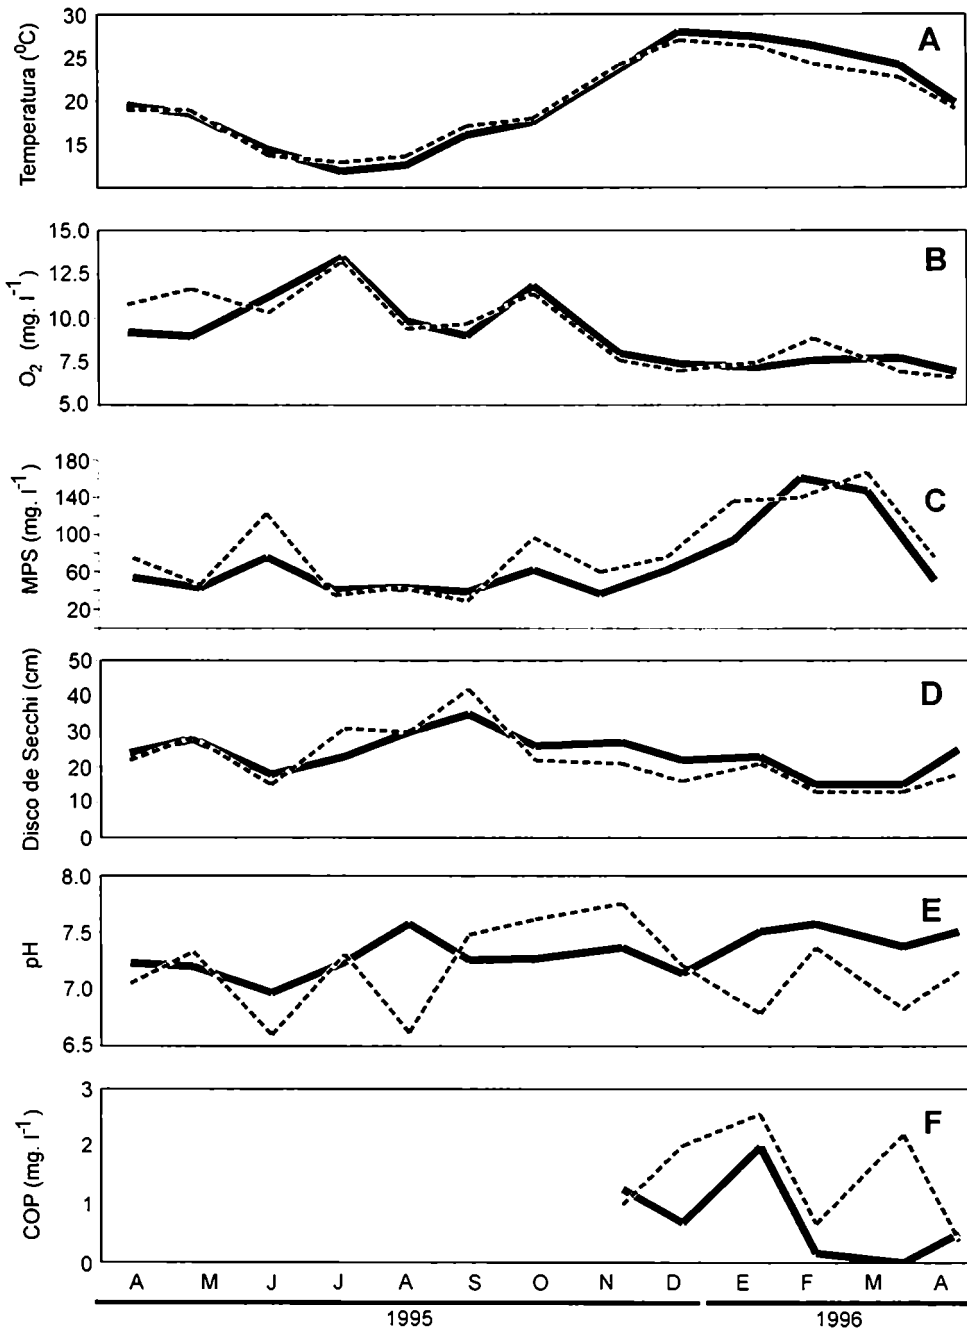 A
Temperatura (⁰C)
30
25
20
15
B
O₂ (mg. l⁻¹)
15.0
12.5
10.0
7.5
5.0
C
MPS (mg. l⁻¹)
180
140
100
60
20
D
Disco de Secchi (cm)
50
40
30
20
10
0
E
pH
8.0
7.5
7.0
6.5
F
COP (mg. l⁻¹)
3
2
1
0
A M J J A S O N D E F M A
1995 1996